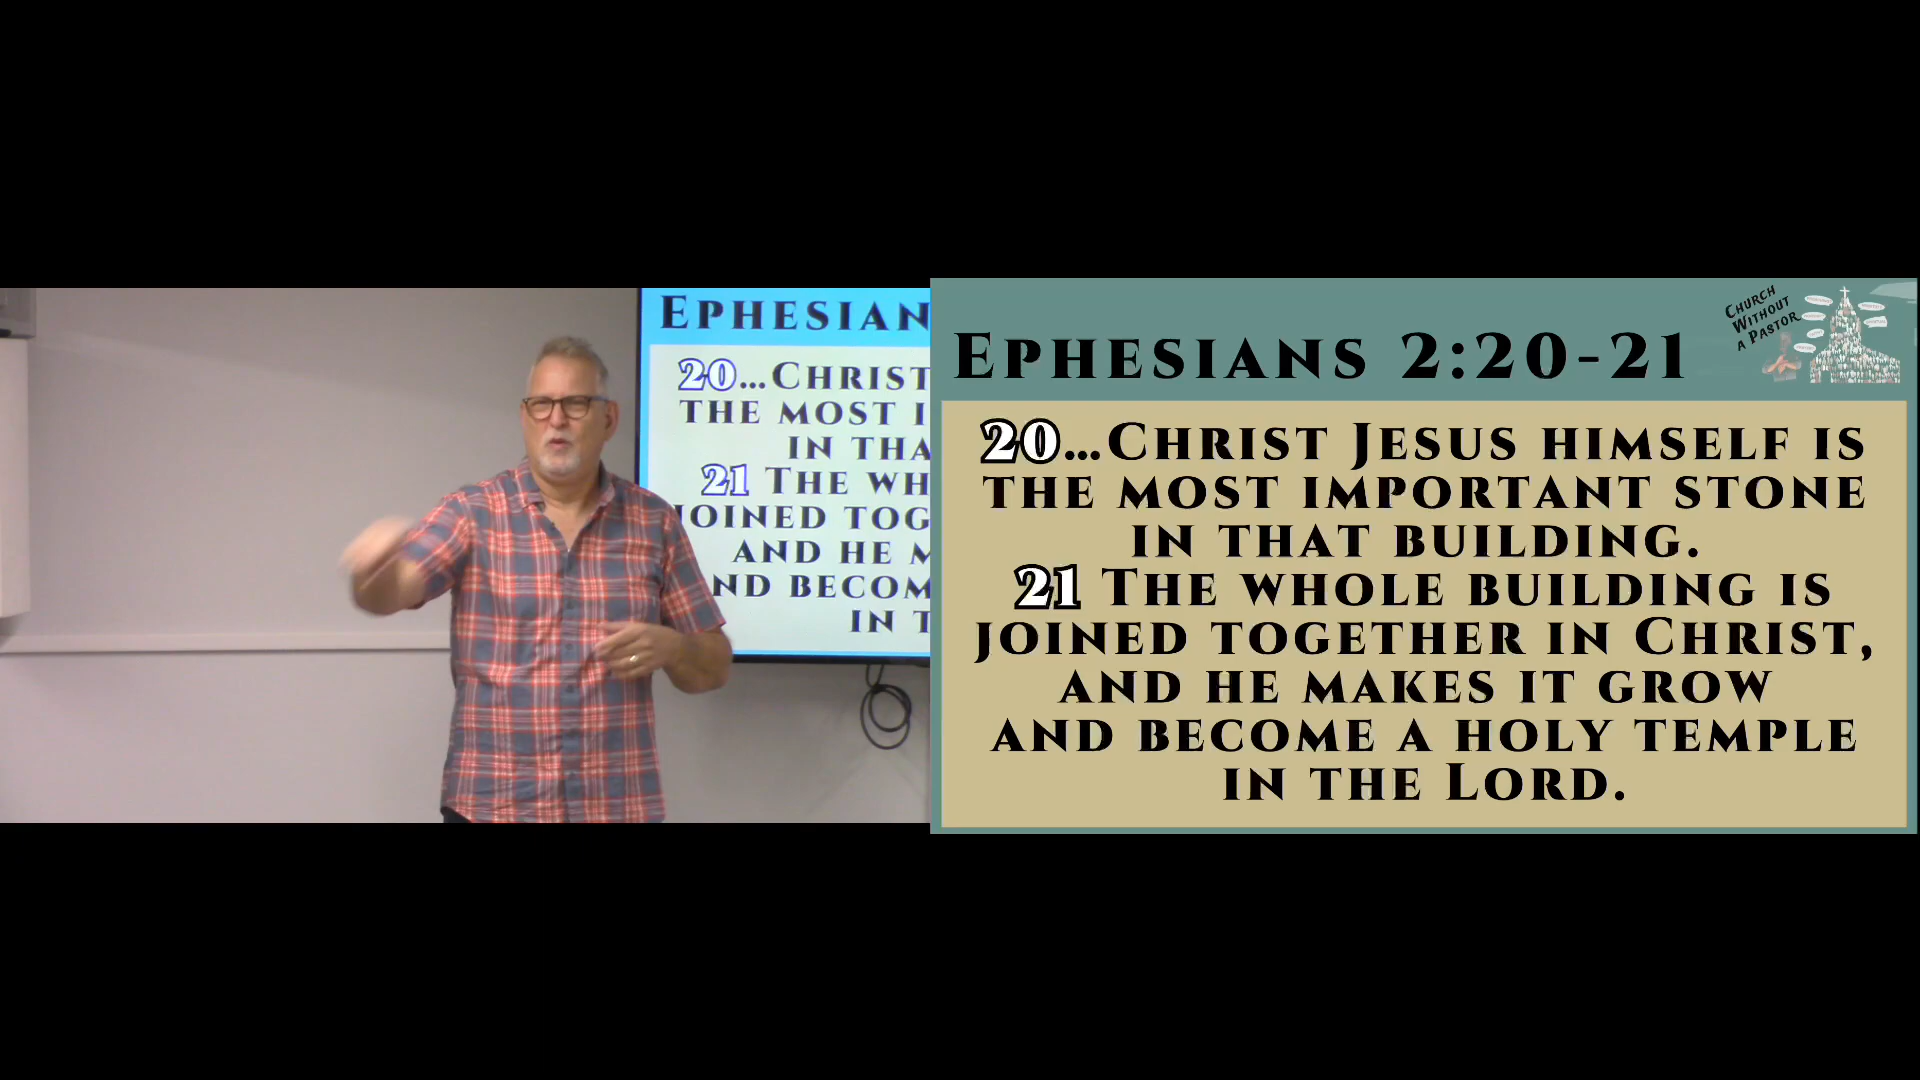 EPHESIAN
20...CHRIST
THE MOST I
IN THA
21 THE WH
JOINED TOG
AND HE M
ND BECOM
IN T
CHURCH
WITHOUT
A PASTOR
EPHESIANS 2:20-21
20...CHRIST JESUS HIMSELF IS
THE MOST IMPORTANT STONE
IN THAT BUILDING.
21 THE WHOLE BUILDING IS
JOINED TOGETHER IN CHRIST,
AND HE MAKES IT GROW
AND BECOME A HOLY TEMPLE
IN THE LORD.